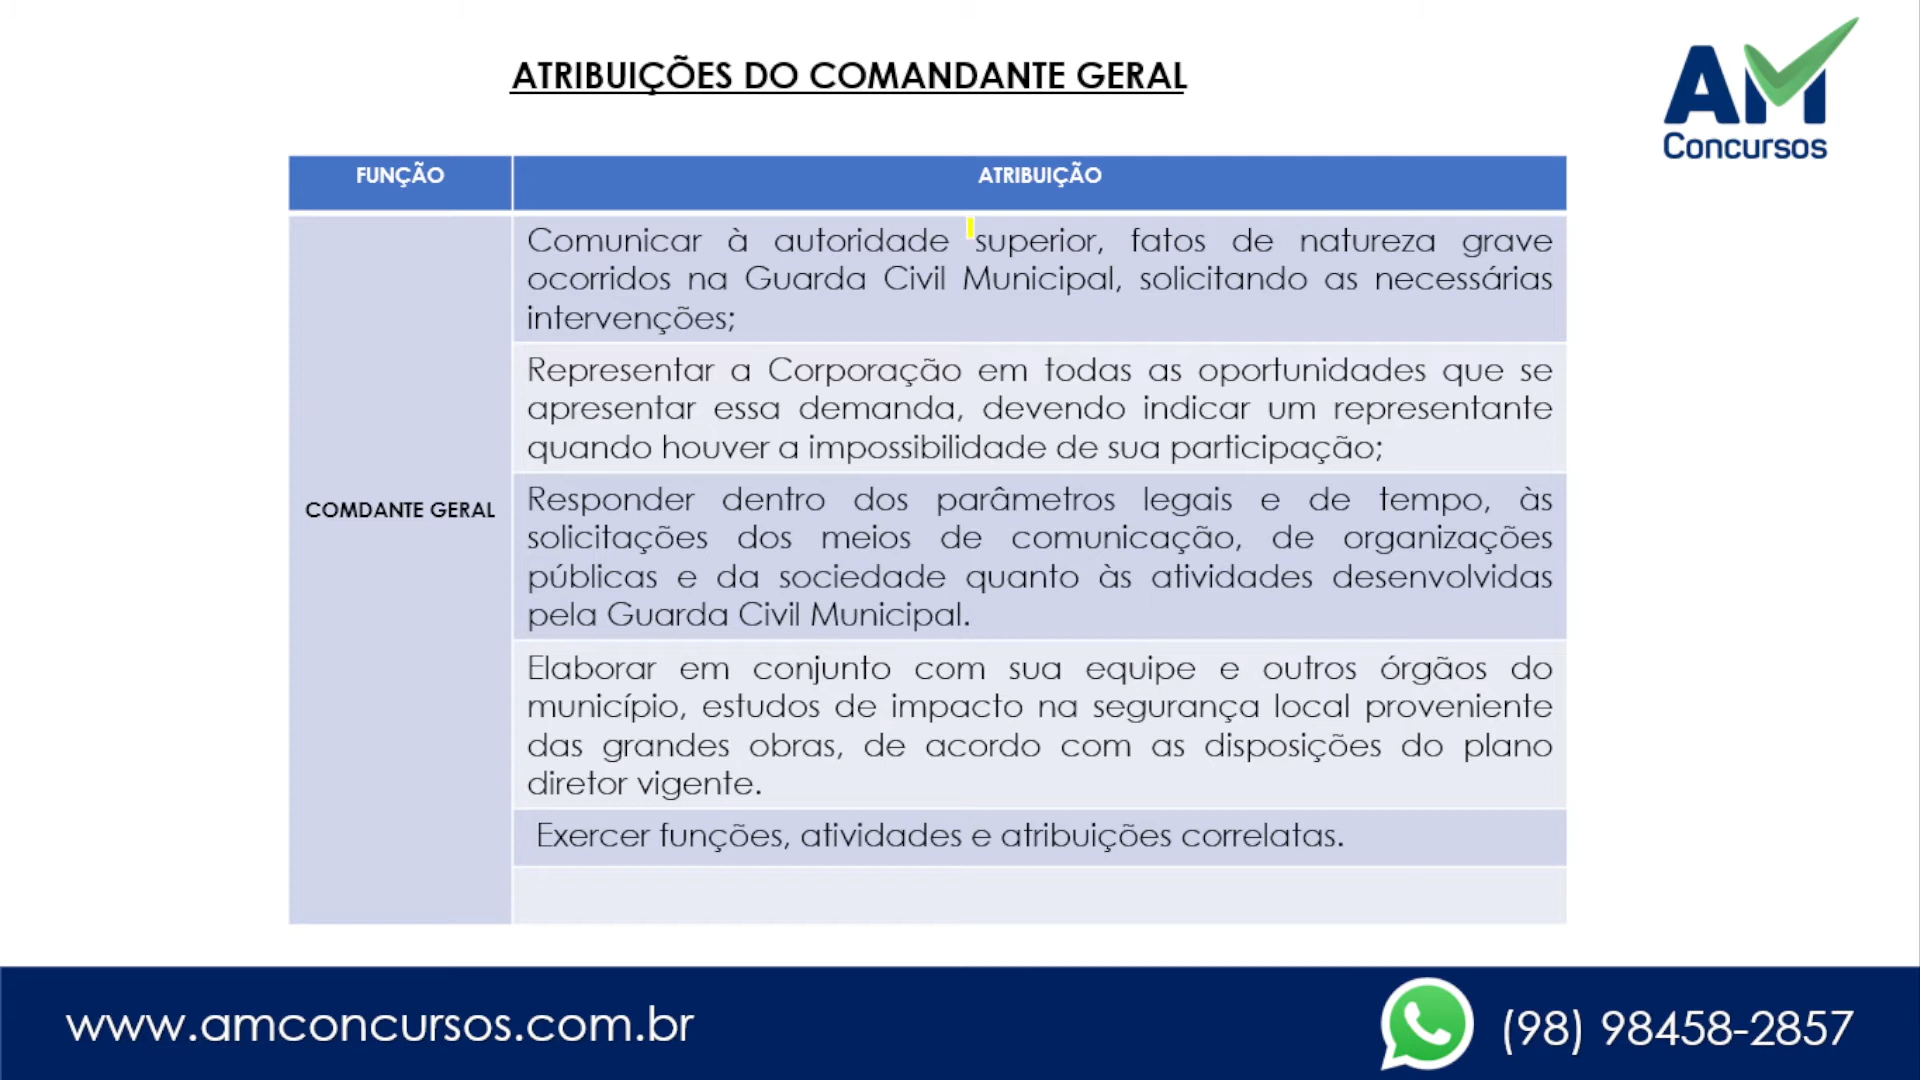 ATRIBUIÇÕES DO COMANDANTE GERAL
AM
Concursos
FUNÇÃO
ATRIBUIÇÃO
COMDANTE GERAL
Comunicar à autoridade superior, fatos de natureza grave
ocorridos na Guarda Civil Municipal, solicitando as necessárias
intervenções;
Representar a Corporação em todas as oportunidades que se
apresentar essa demanda, devendo indicar um representante
quando houver a impossibilidade de sua participação;
Responder dentro dos parâmetros legais e de tempo, às
solicitações dos meios de comunicação, de organizações
públicas e da sociedade quanto às atividades desenvolvidas
pela Guarda Civil Municipal.
Elaborar em conjunto com sua equipe e outros órgãos do
município, estudos de impacto na segurança local proveniente
das grandes obras, de acordo com as disposições do plano
diretor vigente.
Exercer funções, atividades e atribuições correlatas.
www.amconcursos.com.br
(98) 98458-2857